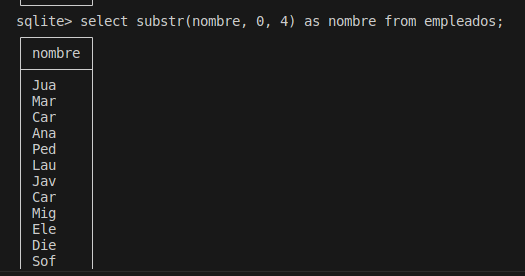 sqlite> select substr(nombre, 0, 4) as nombre from empleados;
nombre
Jua
Mar
Car
Ana
Ped
Lau
Jav
Car
Mig
Ele
Die
Sof